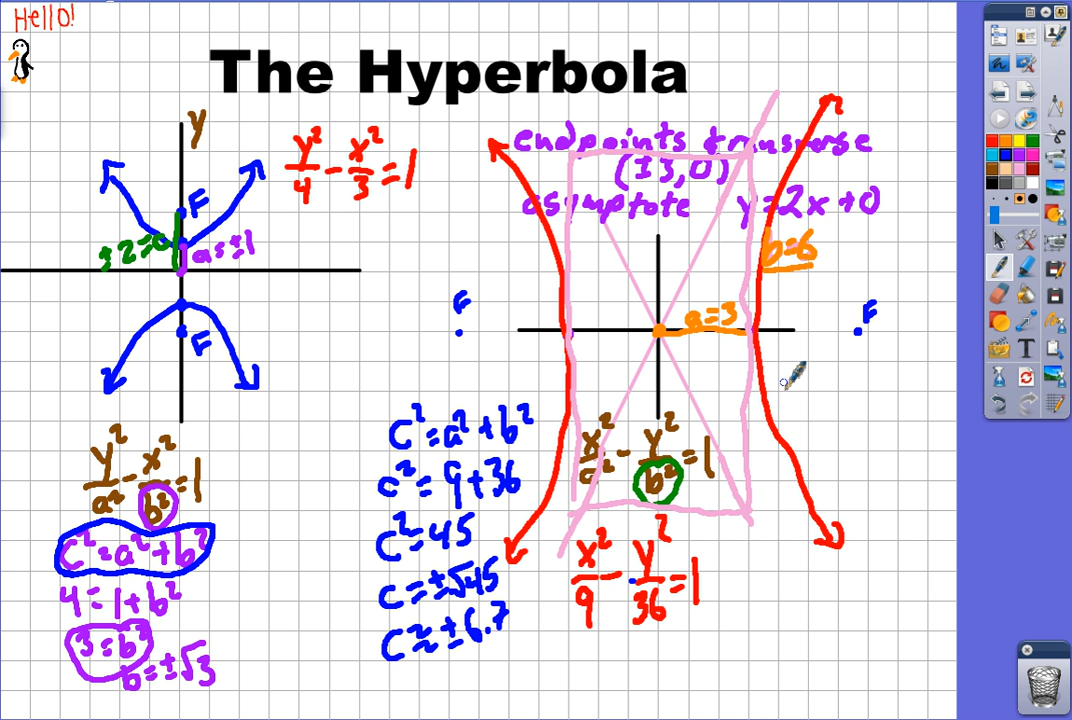 Hello!
The Hyperbola
y
y²/4 - x²/3 = 1
F
±2=c
a=±1
F
y²/a² - x²/b² = 1
c²=a²+b²
4=1+b²
3=b²
b=±√3
endpoints transverse
(±3,0)
asymptote y=2x+0
b=6
F
a=3
F
c²=a²+b²
c²=9+36
c²=45
c=±√45
c≈±6.7
x²/a² - y²/b² = 1
x²/9 - y²/36 = 1
T